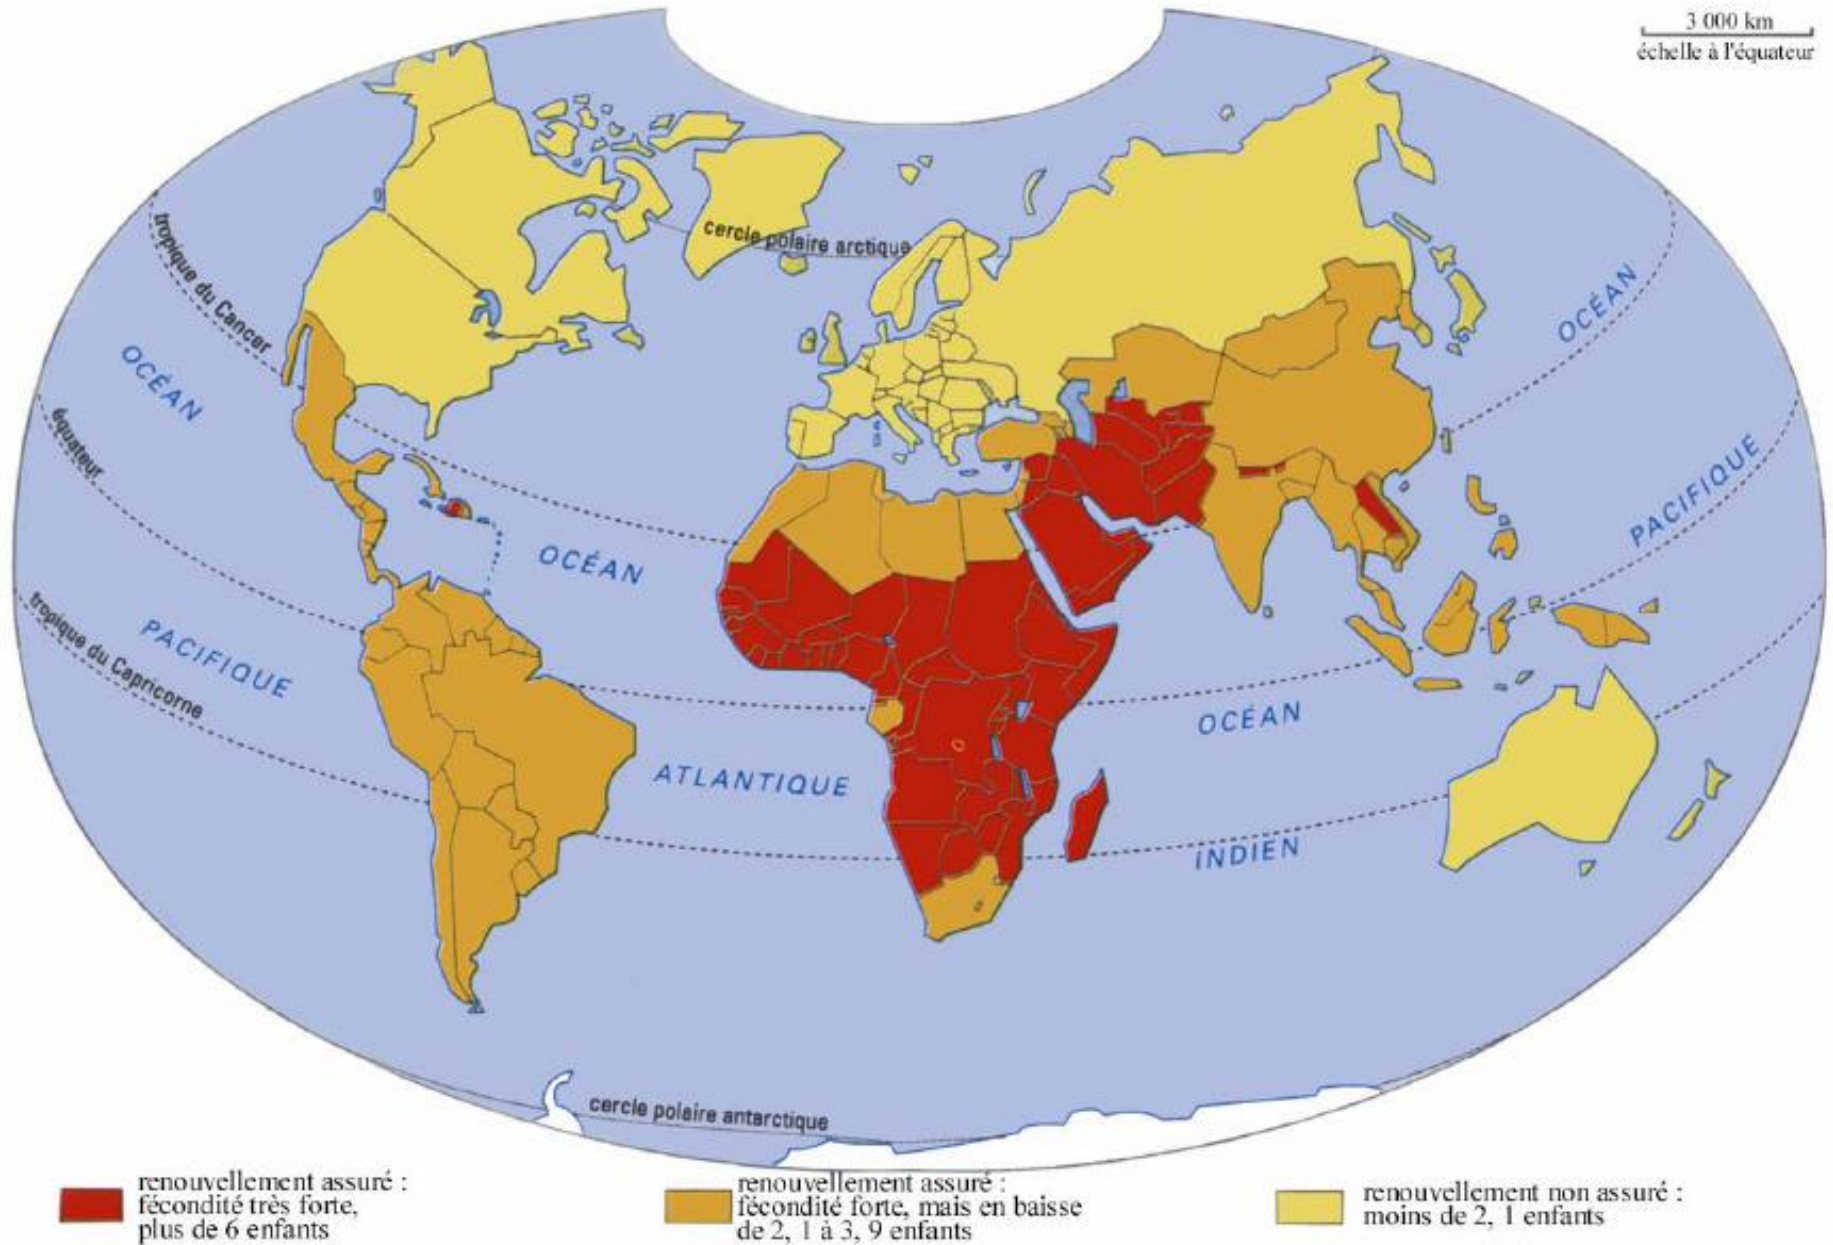 3 000 km
échelle à l'équateur
cercle polaire arctique
tropique du Cancer
OCÉAN
OCÉAN
équateur
PACIFIQUE
OCÉAN
tropique du Capricorne
PACIFIQUE
OCÉAN
ATLANTIQUE
INDIEN
cercle polaire antarctique
renouvellement assuré :
fécondité très forte,
plus de 6 enfants
renouvellement assuré :
fécondité forte, mais en baisse
de 2, 1 à 3, 9 enfants
renouvellement non assuré :
moins de 2, 1 enfants